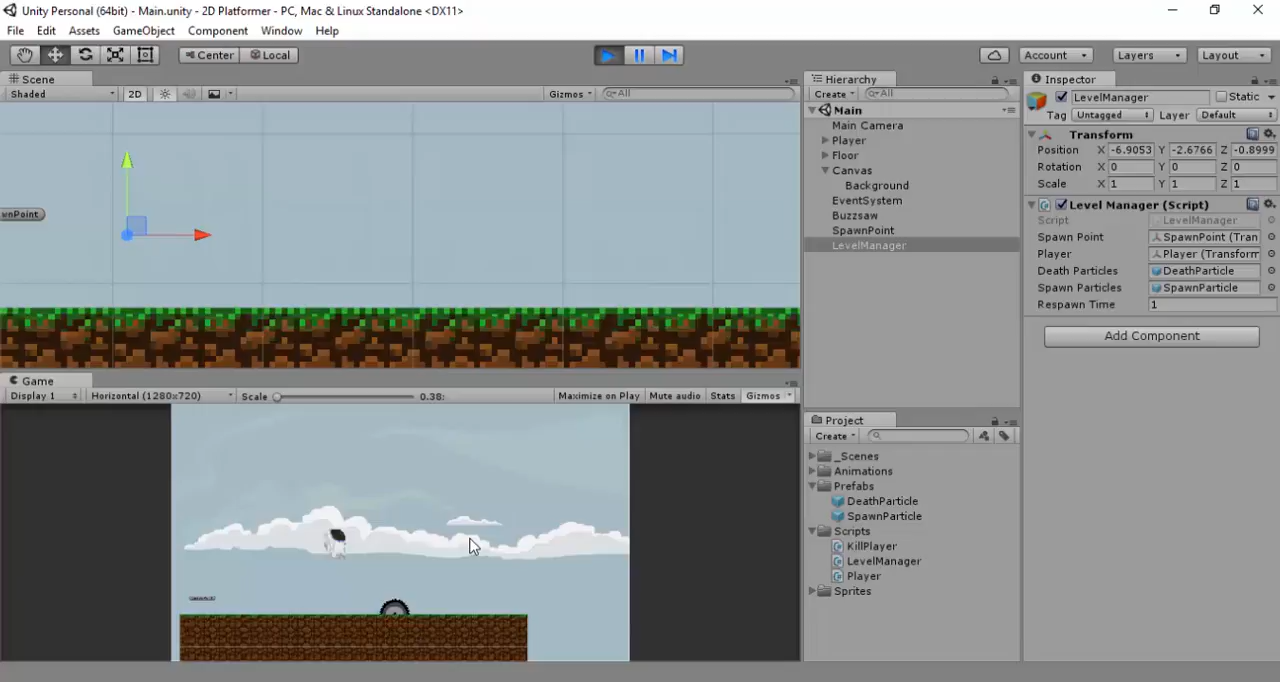 Unity Personal (64bit) - Main.unity - 2D Platformer - PC, Mac & Linux Standalone <DX11>
File Edit Assets GameObject Component Window Help
Center Local Account Layers Layout
Scene
Shaded 2D Gizmos All
wnPoint
Game
Display 1 Horizontal (1280x720) Scale 0.38: Maximize on Play Mute audio Stats Gizmos
Hierarchy
Create All
Main
Main Camera
Player
Floor
Canvas
Background
EventSystem
Buzzsaw
SpawnPoint
LevelManager
Project
Create
_Scenes
Animations
Prefabs
DeathParticle
SpawnParticle
Scripts
KillPlayer
LevelManager
Player
Sprites
Inspector
LevelManager Static
Tag Untagged Layer Default
Transform
Position X -6.9053 Y -2.6766 Z -0.8999
Rotation X 0 Y 0 Z 0
Scale X 1 Y 1 Z 1
Level Manager (Script)
Script LevelManager
Spawn Point SpawnPoint (Tran
Player Player (Transform
Death Particles DeathParticle
Spawn Particles SpawnParticle
Respawn Time 1
Add Component